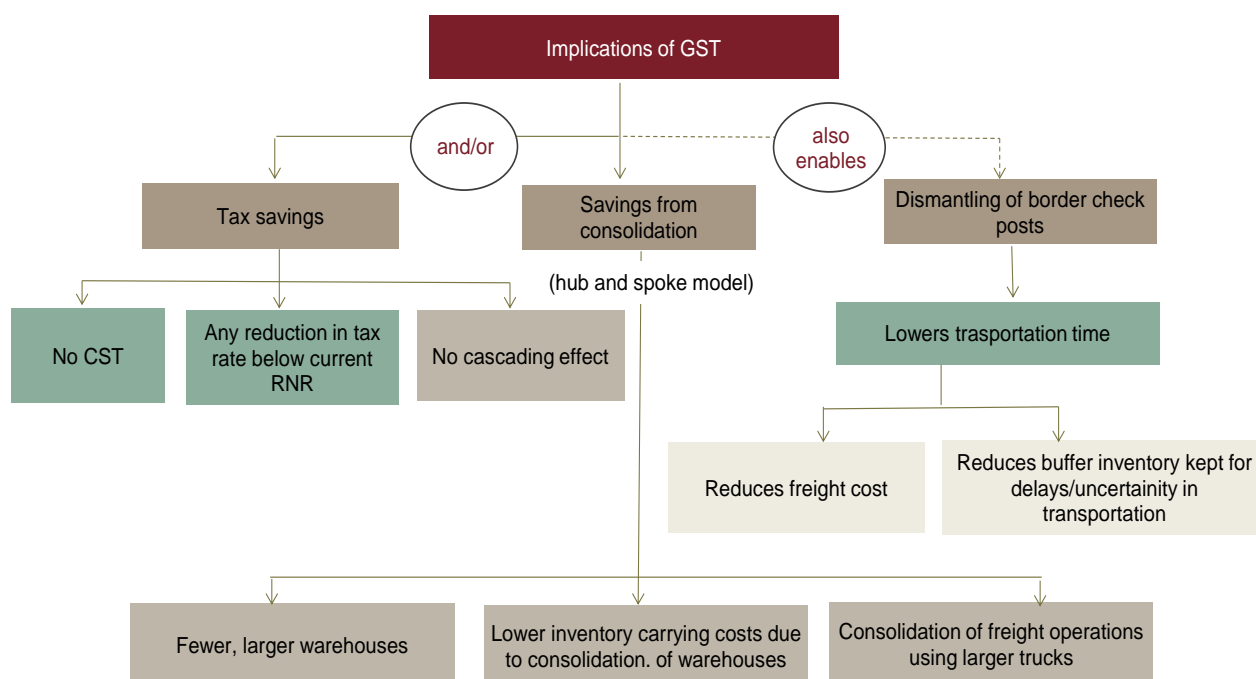 Implications of GST
and/or
also
enables
Tax savings
Savings from
consolidation
Dismantling of border check
posts
(hub and spoke model)
No CST
Any reduction in tax
rate below current
RNR
No cascading effect
Lowers trasportation time
Reduces freight cost
Reduces buffer inventory kept for
delays/uncertainity in
transportation
Fewer, larger warehouses
Lower inventory carrying costs due
to consolidation. of warehouses
Consolidation of freight operations
using larger trucks